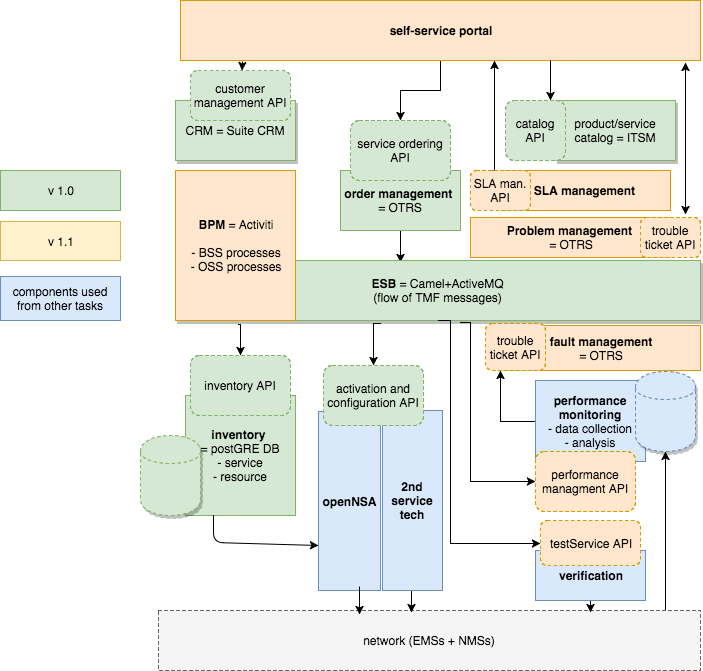 self-service portal
customer
management API
CRM = Suite CRM
service ordering
API
order management
= OTRS
catalog
API
product/service
catalog = ITSM
SLA man.
API
SLA management
Problem management
= OTRS
trouble
ticket API
v 1.0
v 1.1
components used
from other tasks
BPM = Activiti
- BSS processes
- OSS processes
ESB = Camel+ActiveMQ
(flow of TMF messages)
trouble
ticket API
fault management
= OTRS
inventory API
inventory
= postGRE DB
- service
- resource
activation and
configuration API
openNSA
2nd
service
tech
performance
monitoring
- data collection
- analysis
performance
managment API
testService API
verification
network (EMSs + NMSs)